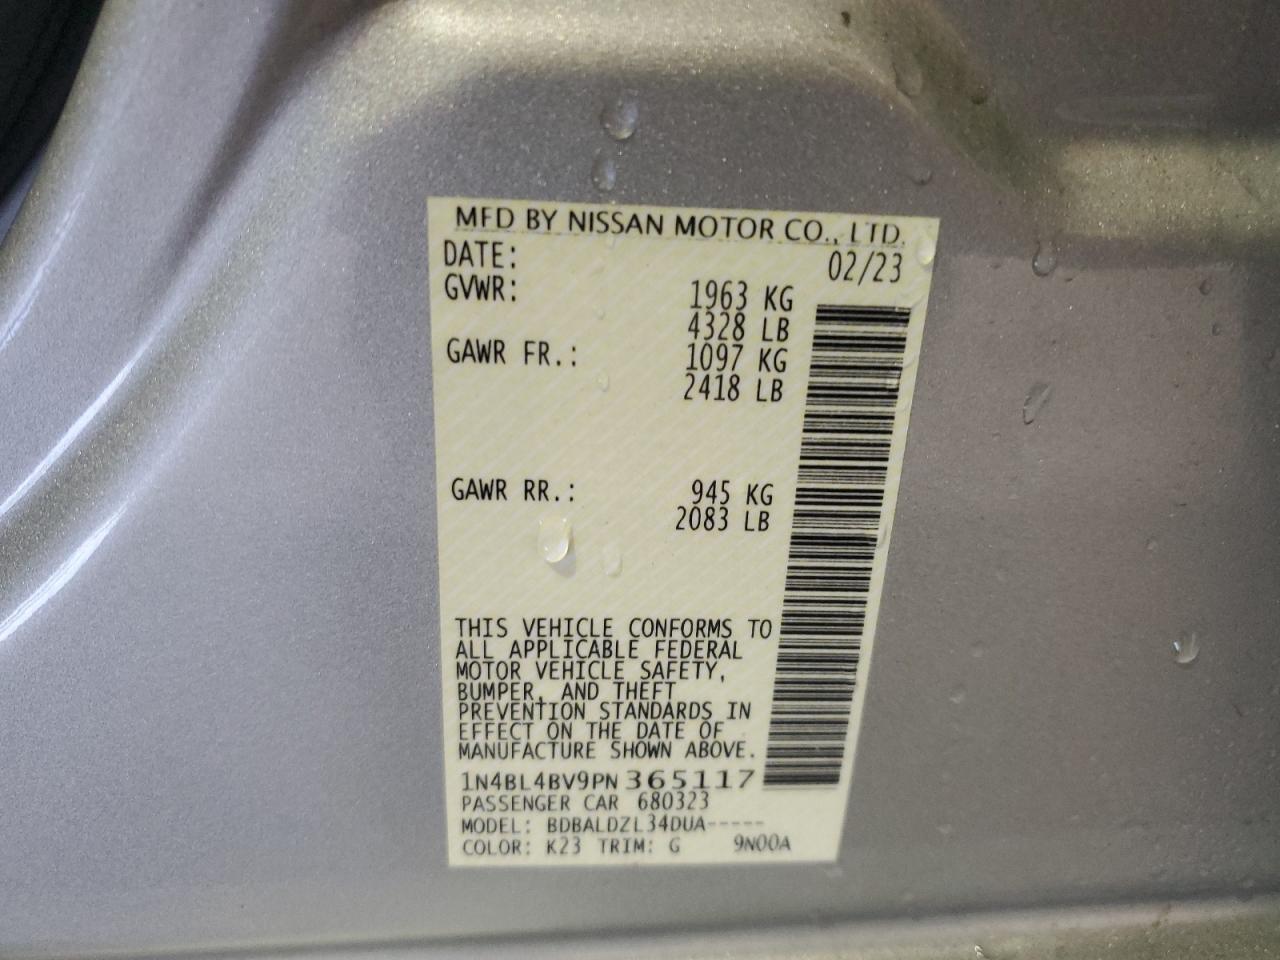 MFD BY NISSAN MOTOR CO., LTD.
DATE: 02/23
GVWR: 1963 KG
4328 LB
GAWR FR.: 1097 KG
2418 LB
GAWR RR.: 945 KG
2083 LB
THIS VEHICLE CONFORMS TO
ALL APPLICABLE FEDERAL
MOTOR VEHICLE SAFETY,
BUMPER, AND THEFT
PREVENTION STANDARDS IN
EFFECT ON THE DATE OF
MANUFACTURE SHOWN ABOVE.
1N4BL4BV9PN 365117
PASSENGER CAR 680323
MODEL: BDBALDZL34DUA-----
COLOR: K23 TRIM: G 9N00A